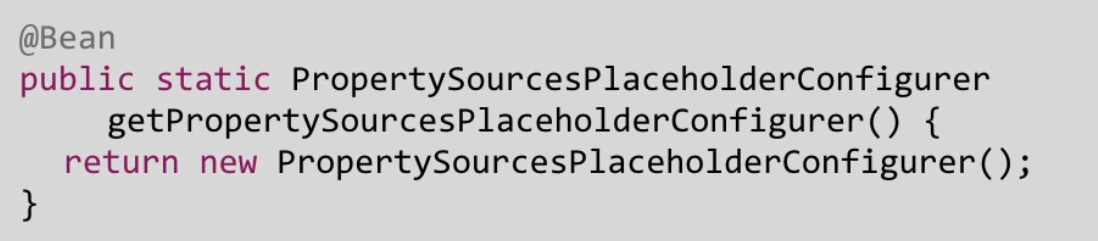 @Bean
public static PropertySourcesPlaceholderConfigurer
getPropertySourcesPlaceholderConfigurer() {
return new PropertySourcesPlaceholderConfigurer();
}